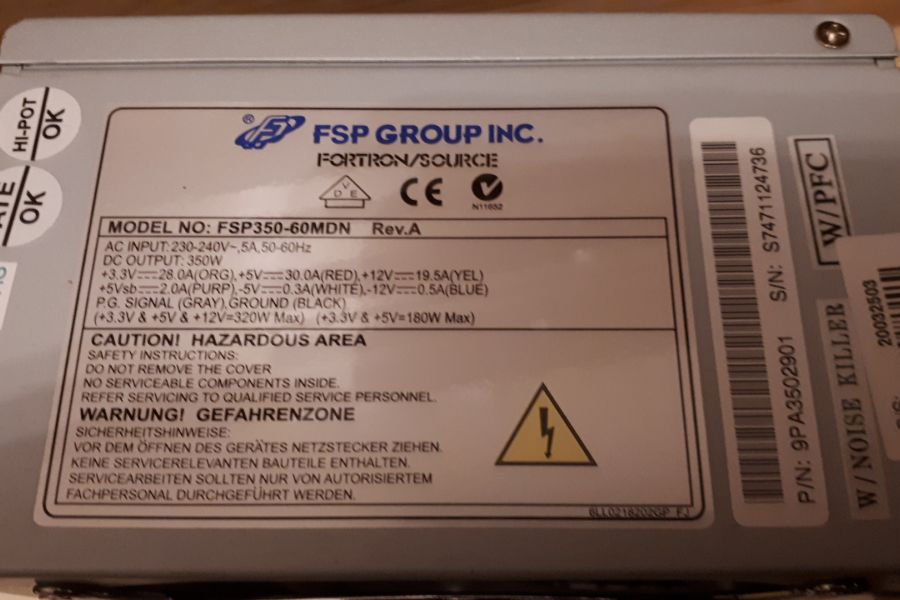 HI-POT
OK
OK
® FSP GROUP INC.
FORTRON/SOURCE
VDE CE N11652
MODEL NO: FSP350-60MDN Rev.A
AC INPUT:230-240V~,5A,50-60Hz
DC OUTPUT: 350W
+3.3V⎓28.0A(ORG),+5V⎓30.0A(RED),+12V⎓19.5A(YEL)
+5Vsb⎓2.0A(PURP),-5V⎓0.3A(WHITE),-12V⎓0.5A(BLUE)
P.G. SIGNAL (GRAY),GROUND (BLACK)
(+3.3V & +5V & +12V=320W Max) (+3.3V & +5V=180W Max)
CAUTION! HAZARDOUS AREA
SAFETY INSTRUCTIONS:
DO NOT REMOVE THE COVER
NO SERVICEABLE COMPONENTS INSIDE.
REFER SERVICING TO QUALIFIED SERVICE PERSONNEL.
WARNUNG! GEFAHRENZONE
SICHERHEITSHINWEISE:
VOR DEM ÖFFNEN DES GERÄTES NETZSTECKER ZIEHEN.
KEINE SERVICERELEVANTEN BAUTEILE ENTHALTEN.
SERVICEARBEITEN SOLLTEN NUR VON AUTORISIERTEM
FACHPERSONAL DURCHGEFÜHRT WERDEN.
6LL0218202GP FJ
P/N: 9PA3502901 S/N: S7471124736
W/PFC
W/NOISE KILLER
20032503